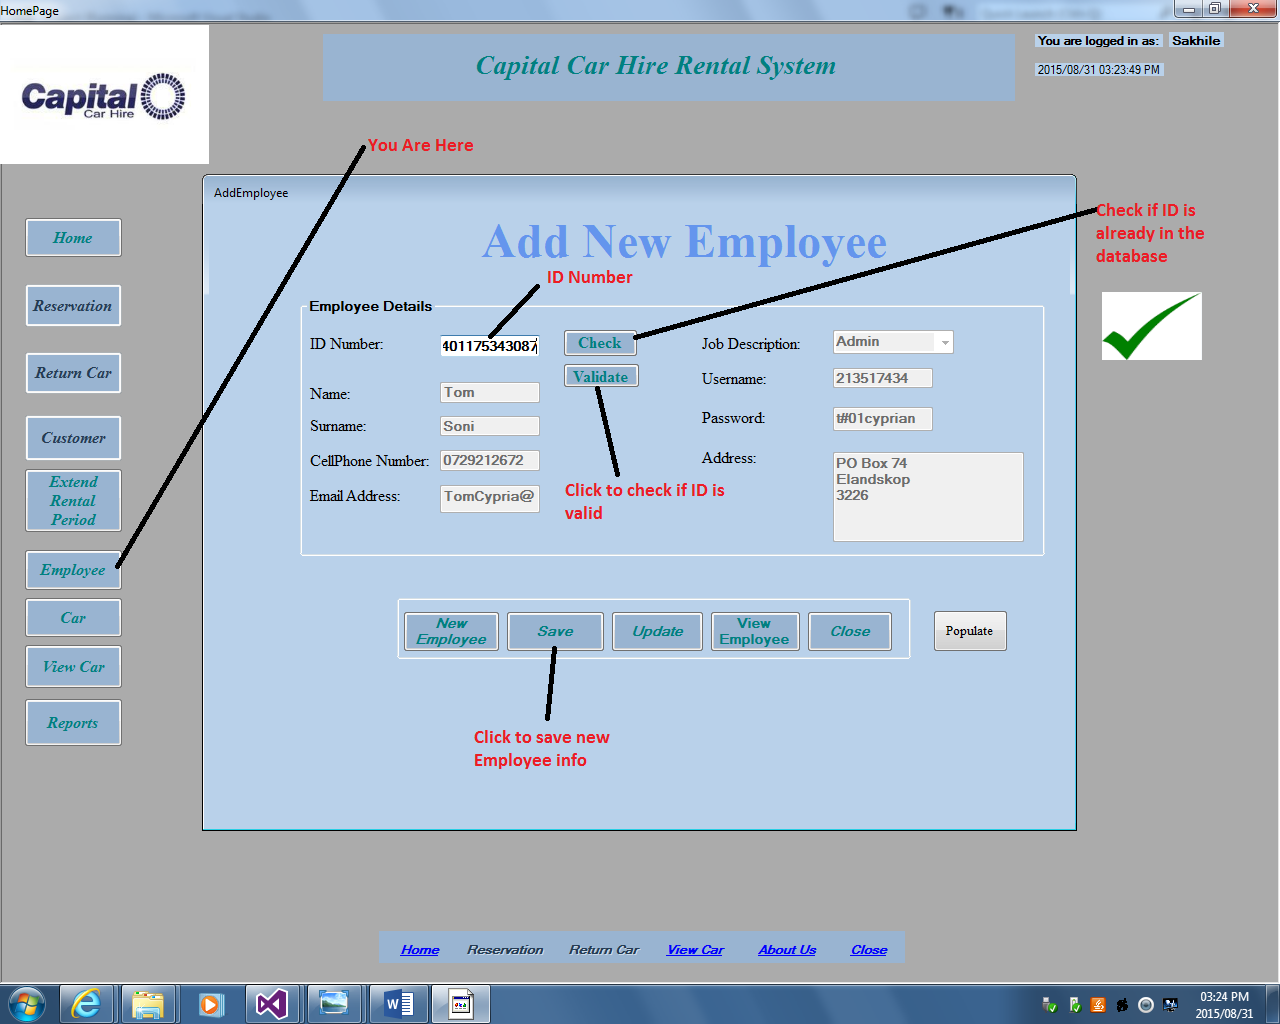 HomePage
Capital
Car Hire
Capital Car Hire Rental System
You are logged in as: Sakhile
2015/08/31 03:23:49 PM
You Are Here
Check if ID is
already in the
database
AddEmployee
Add New Employee
ID Number
Home
Reservation
Return Car
Customer
Extend
Rental
Period
Employee
Car
View Car
Reports
Employee Details
ID Number: 401175343087
Check
Validate
Name: Tom
Surname: Soni
CellPhone Number: 0729212672
Email Address: TomCypria@
Click to check if ID is
valid
Job Description: Admin
Username: 213517434
Password: t#01cyprian
Address: PO Box 74
Elandskop
3226
New
Employee
Save
Update
View
Employee
Close
Populate
Click to save new
Employee info
Home Reservation Return Car View Car About Us Close
03:24 PM
2015/08/31